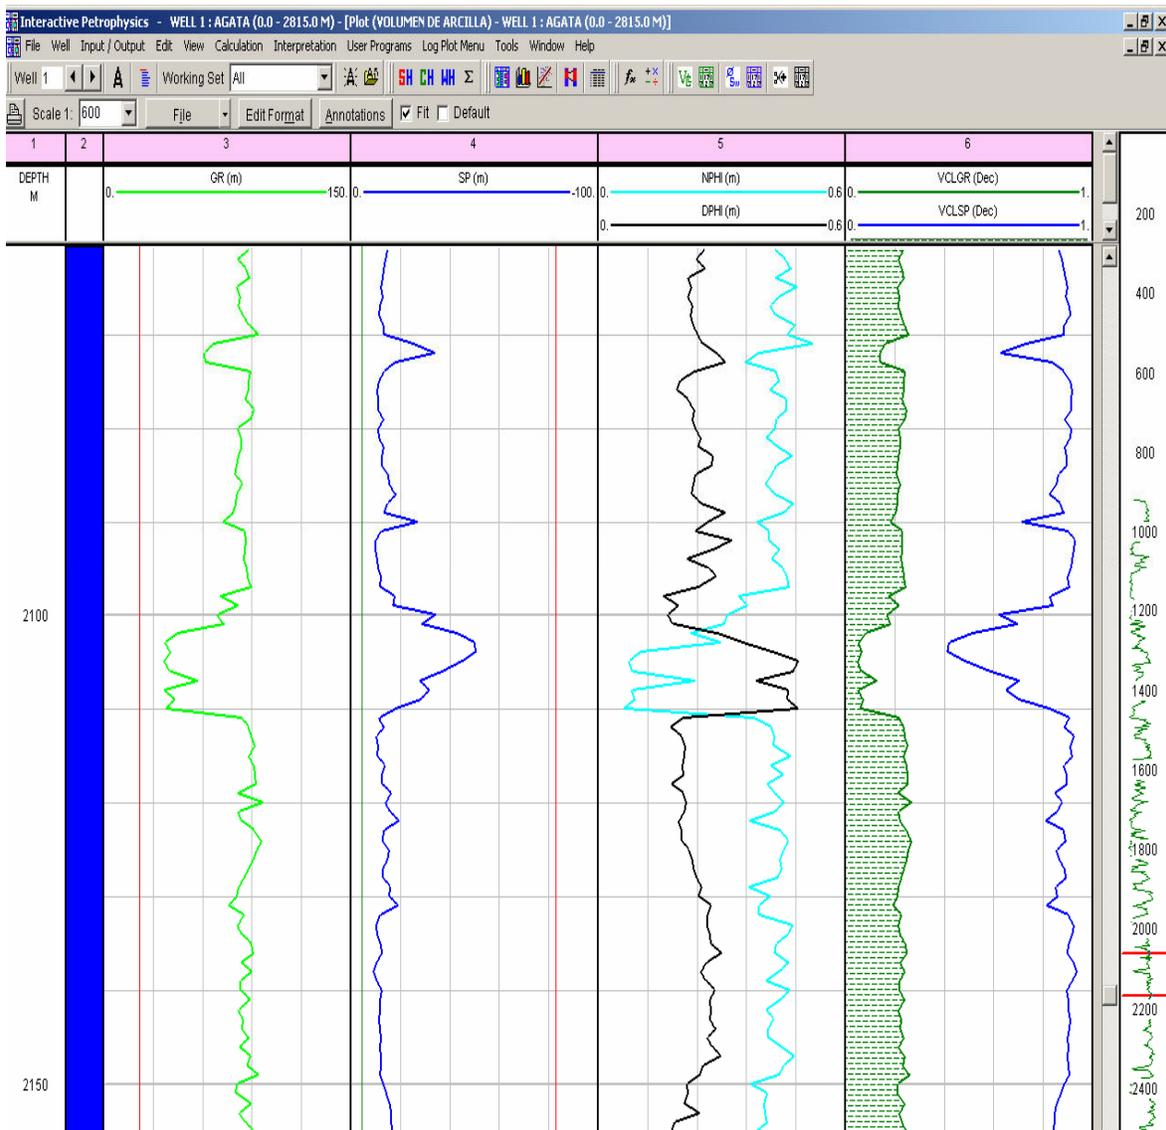 Interactive Petrophysics - WELL 1 : AGATA (0.0 - 2815.0 M) - [Plot (VOLUMEN DE ARCILLA) - WELL 1 : AGATA (0.0 - 2815.0 M)]
File Well Input / Output Edit View Calculation Interpretation User Programs Log Plot Menu Tools Window Help
Well 1 Working Set All SH CH WH Σ
Scale 1: 600 File Edit Format Annotations Fit Default
1 2 3 4 5 6
DEPTH GR (m) SP (m) NPHI (m) VCLGR (Dec)
M 0. 150. 0. -100. 0. 0.6 0. 1.
DPHI (m) VCLSP (Dec)
0. 0.6 0. 1.
200
400
600
800
1000
1200
2100
1400
1600
1800
2000
2200
2150
2400